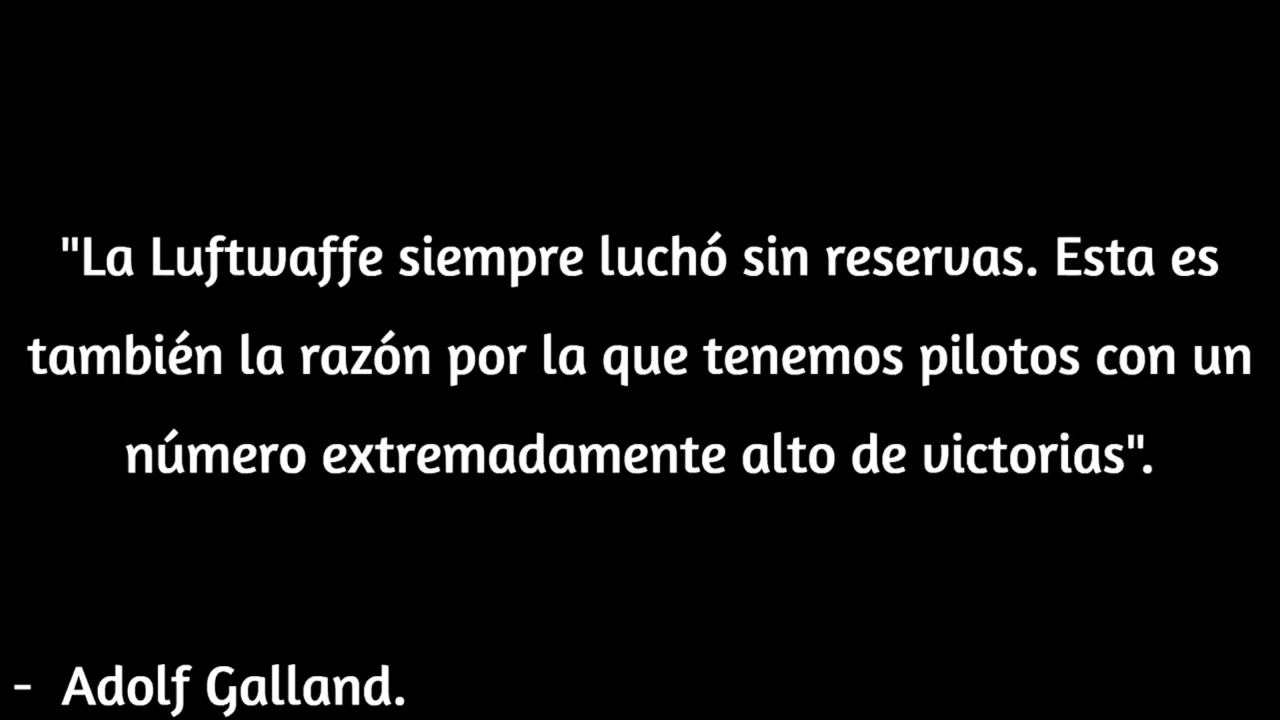 "La Luftwaffe siempre luchó sin reservas. Esta es
también la razón por la que tenemos pilotos con un
número extremadamente alto de victorias".
- Adolf Galland.